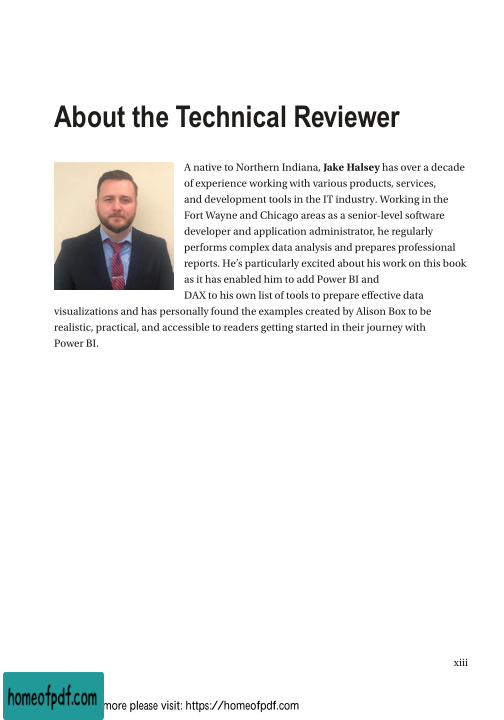 About the Technical Reviewer
A native to Northern Indiana, Jake Halsey has over a decade
of experience working with various products, services,
and development tools in the IT industry. Working in the
Fort Wayne and Chicago areas as a senior-level software
developer and application administrator, he regularly
performs complex data analysis and prepares professional
reports. He’s particularly excited about his work on this book
as it has enabled him to add Power BI and
DAX to his own list of tools to prepare effective data
visualizations and has personally found the examples created by Alison Box to be
realistic, practical, and accessible to readers getting started in their journey with
Power BI.
xiii
homeofpdf.com
more please visit: https://homeofpdf.com